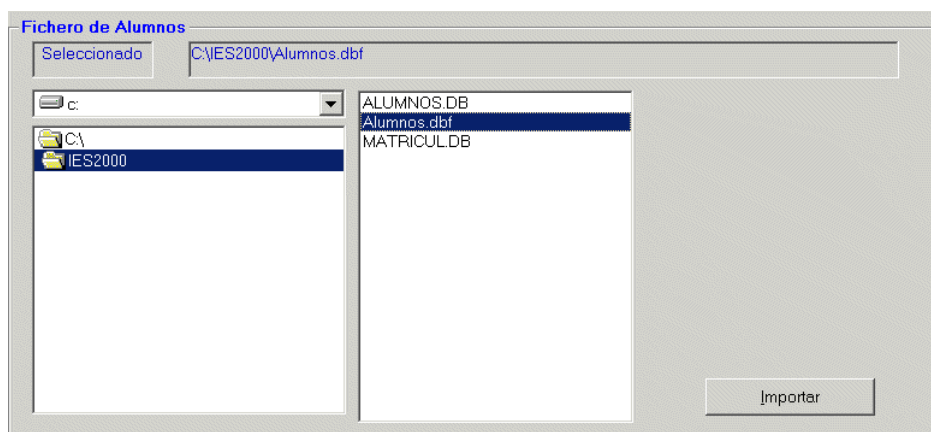 Fichero de Alumnos
Seleccionado
C:\IES2000\Alumnos.dbf
c:
C:\
IES2000
ALUMNOS.DB
Alumnos.dbf
MATRICUL.DB
Importar